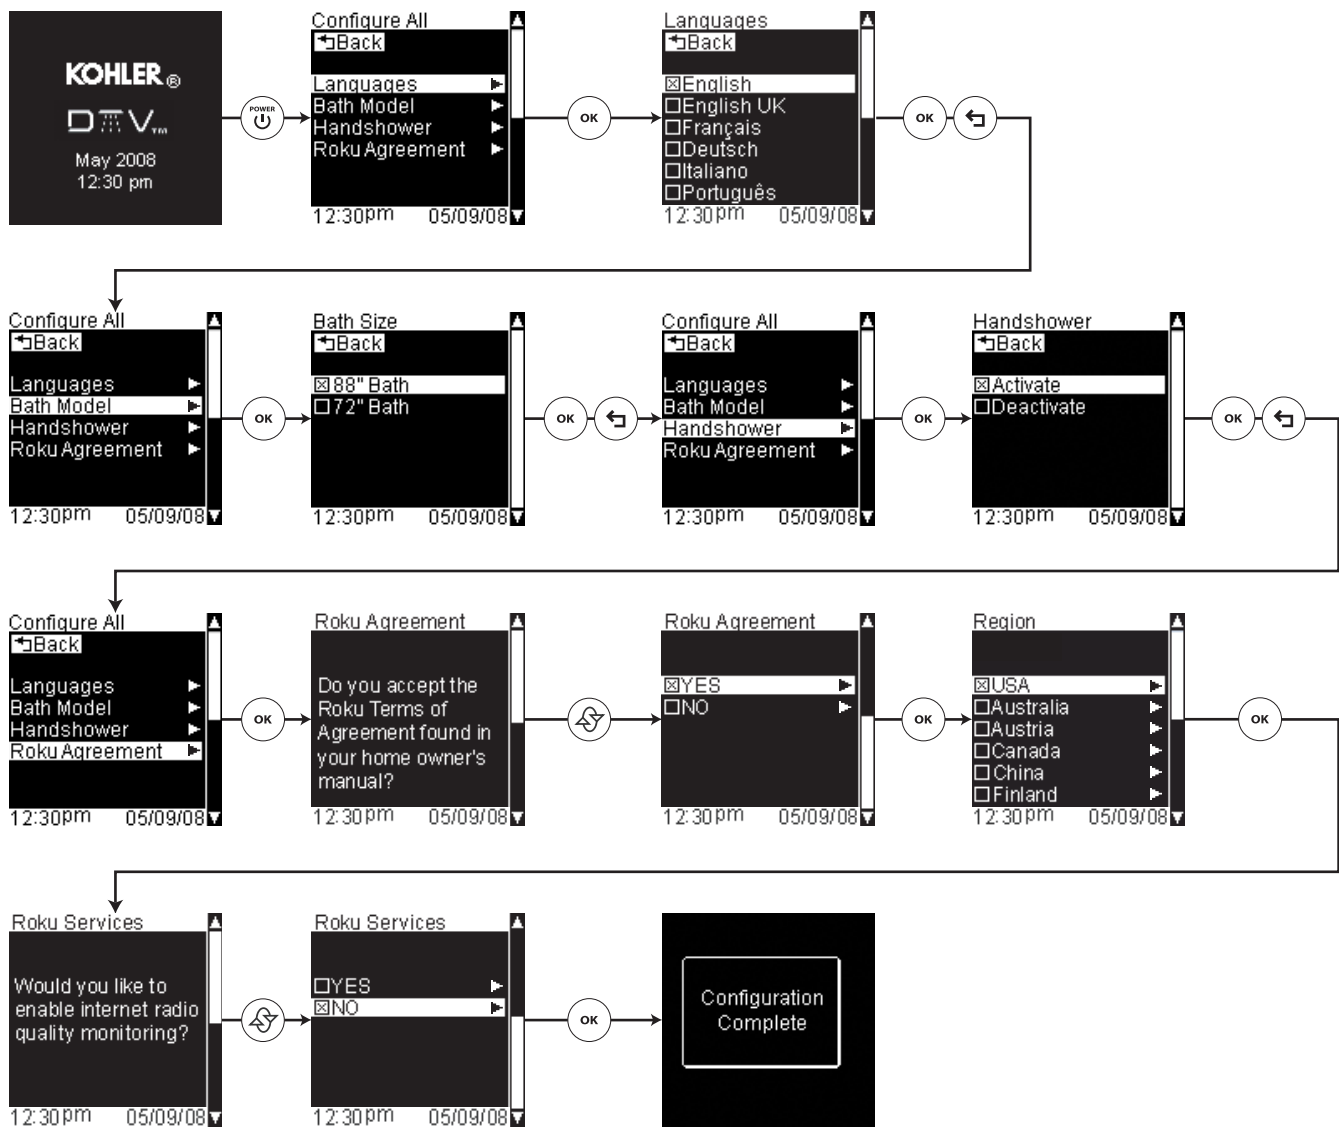 KOHLER®
DTV™
May 2008
12:30 pm
POWER
Configure All
Back
Languages
Bath Model
Handshower
Roku Agreement
12:30pm 05/09/08
OK
Languages
Back
English
English UK
Français
Deutsch
Italiano
Português
12:30pm 05/09/08
OK
Configure All
Back
Languages
Bath Model
Handshower
Roku Agreement
12:30pm 05/09/08
OK
Bath Size
Back
88" Bath
72" Bath
12:30pm 05/09/08
OK
Configure All
Back
Languages
Bath Model
Handshower
Roku Agreement
12:30pm 05/09/08
OK
Handshower
Back
Activate
Deactivate
12:30pm 05/09/08
OK
Configure All
Back
Languages
Bath Model
Handshower
Roku Agreement
12:30pm 05/09/08
OK
Roku Agreement
Do you accept the
Roku Terms of
Agreement found in
your home owner's
manual?
12:30pm 05/09/08
Roku Agreement
YES
NO
12:30pm 05/09/08
OK
Region
USA
Australia
Austria
Canada
China
Finland
12:30pm 05/09/08
OK
Roku Services
Would you like to
enable internet radio
quality monitoring?
12:30pm 05/09/08
Roku Services
YES
NO
12:30pm 05/09/08
OK
Configuration
Complete